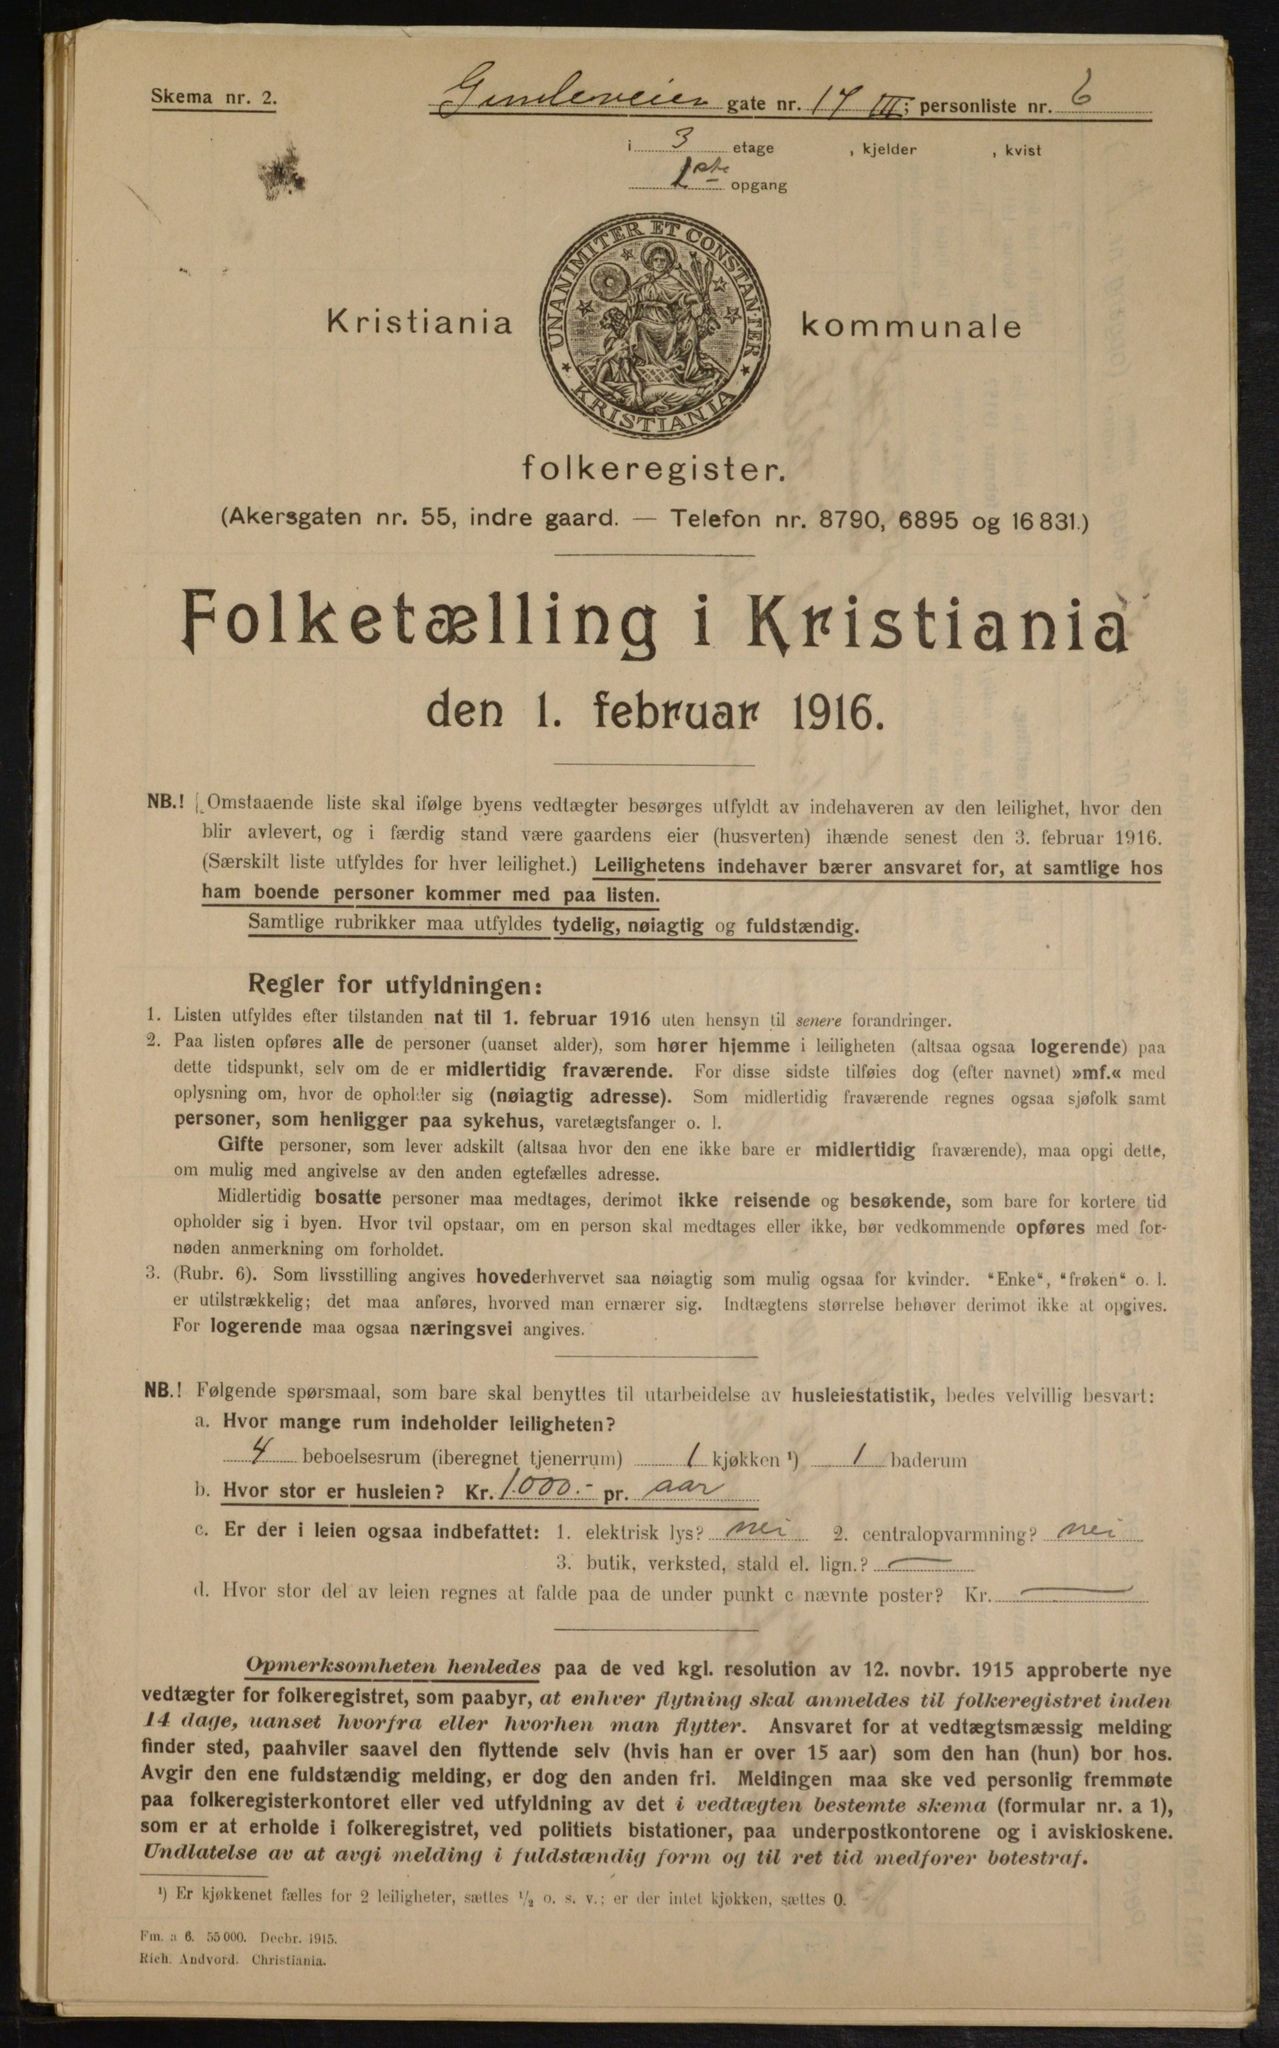 Skema nr. 2.
Gimleveien gate nr. 17 III; personliste nr. 6
i 3 etage , kjelder , kvist
1ste opgang
UNANIMITER ET CONSTANTER
KRISTIANIA
Kristiania kommunale
folkeregister.
(Akersgaten nr. 55, indre gaard. — Telefon nr. 8790, 6895 og 16831.)
Folketælling i Kristiania
den 1. februar 1916.
NB.! Omstaaende liste skal ifølge byens vedtægter besørges utfyldt av indehaveren av den leilighet, hvor den
blir avlevert, og i færdig stand være gaardens eier (husverten) ihænde senest den 3. februar 1916.
(Særskilt liste utfyldes for hver leilighet.) Leilighetens indehaver bærer ansvaret for, at samtlige hos
ham boende personer kommer med paa listen.
Samtlige rubrikker maa utfyldes tydelig, nøiagtig og fuldstændig.
Regler for utfyldningen:
1. Listen utfyldes efter tilstanden nat til 1. februar 1916 uten hensyn til senere forandringer.
2. Paa listen opføres alle de personer (uanset alder), som hører hjemme i leiligheten (altsaa ogsaa logerende) paa
dette tidspunkt, selv om de er midlertidig fraværende. For disse sidste tilføies dog (efter navnet) »mf.« med
oplysning om, hvor de opholder sig (nøiagtig adresse). Som midlertidig fraværende regnes ogsaa sjøfolk samt
personer, som henligger paa sykehus, varetægtsfanger o. l.
Gifte personer, som lever adskilt (altsaa hvor den ene ikke bare er midlertidig fraværende), maa opgi dette,
om mulig med angivelse av den anden egtefælles adresse.
Midlertidig bosatte personer maa medtages, derimot ikke reisende og besøkende, som bare for kortere tid
opholder sig i byen. Hvor tvil opstaar, om en person skal medtages eller ikke, bør vedkommende opføres med for-
nøden anmerkning om forholdet.
3. (Rubr. 6). Som livsstilling angives hovederhvervet saa nøiagtig som mulig ogsaa for kvinder. "Enke", "frøken" o. l.
er utilstrækkelig; det maa anføres, hvorved man ernærer sig. Indtægtens størrelse behøver derimot ikke at opgives.
For logerende maa ogsaa næringsvei angives.
NB.! Følgende spørsmaal, som bare skal benyttes til utarbeidelse av husleiestatistik, bedes velvillig besvart:
a. Hvor mange rum indeholder leiligheten?
4 beboelsesrum (iberegnet tjenerrum) 1 kjøkken ¹) 1 baderum
b. Hvor stor er husleien? Kr. 1000.- pr. aar
c. Er der i leien ogsaa indbefattet: 1. elektrisk lys? nei 2. centralopvarmning? nei
3. butik, verksted, stald el. lign.? —
d. Hvor stor del av leien regnes at falde paa de under punkt c nævnte poster? Kr. —
Opmerksomheten henledes paa de ved kgl. resolution av 12. novbr. 1915 approberte nye
vedtægter for folkeregistret, som paabyr, at enhver flytning skal anmeldes til folkeregistret inden
14 dage, uanset hvorfra eller hvorhen man flytter. Ansvaret for at vedtægtsmæssig melding
finder sted, paahviler saavel den flyttende selv (hvis han er over 15 aar) som den han (hun) bor hos.
Avgir den ene fuldstændig melding, er dog den anden fri. Meldingen maa ske ved personlig fremmøte
paa folkeregisterkontoret eller ved utfyldning av det i vedtægten bestemte skema (formular nr. a 1),
som er at erholde i folkeregistret, ved politiets bistationer, paa underpostkontorene og i aviskioskene.
Undlatelse av at avgi melding i fuldstændig form og til ret tid medfører bøtestraf.
¹) Er kjøkkenet fælles for 2 leiligheter, sættes ½ o. s. v.; er der intet kjøkken, sættes 0.
Fm. a 6. 55000. Decbr. 1915.
Rich. Andvord. Christiania.